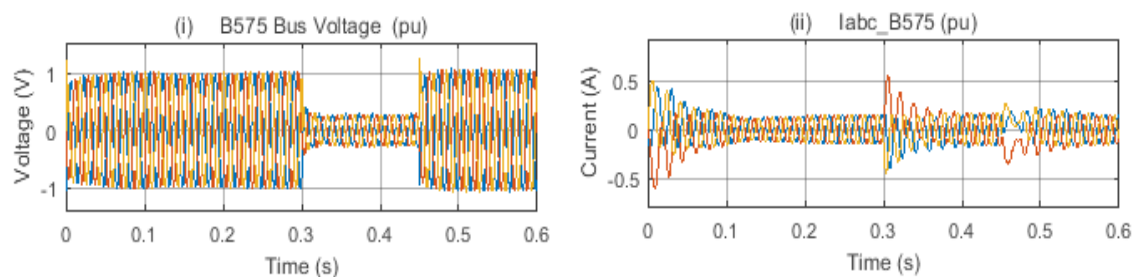 (i) B575 Bus Voltage (pu)
Voltage (V)
1
0
-1
0 0.1 0.2 0.3 0.4 0.5 0.6
Time (s)
(ii) Iabc_B575 (pu)
Current (A)
0.5
0
-0.5
0 0.1 0.2 0.3 0.4 0.5 0.6
Time (s)